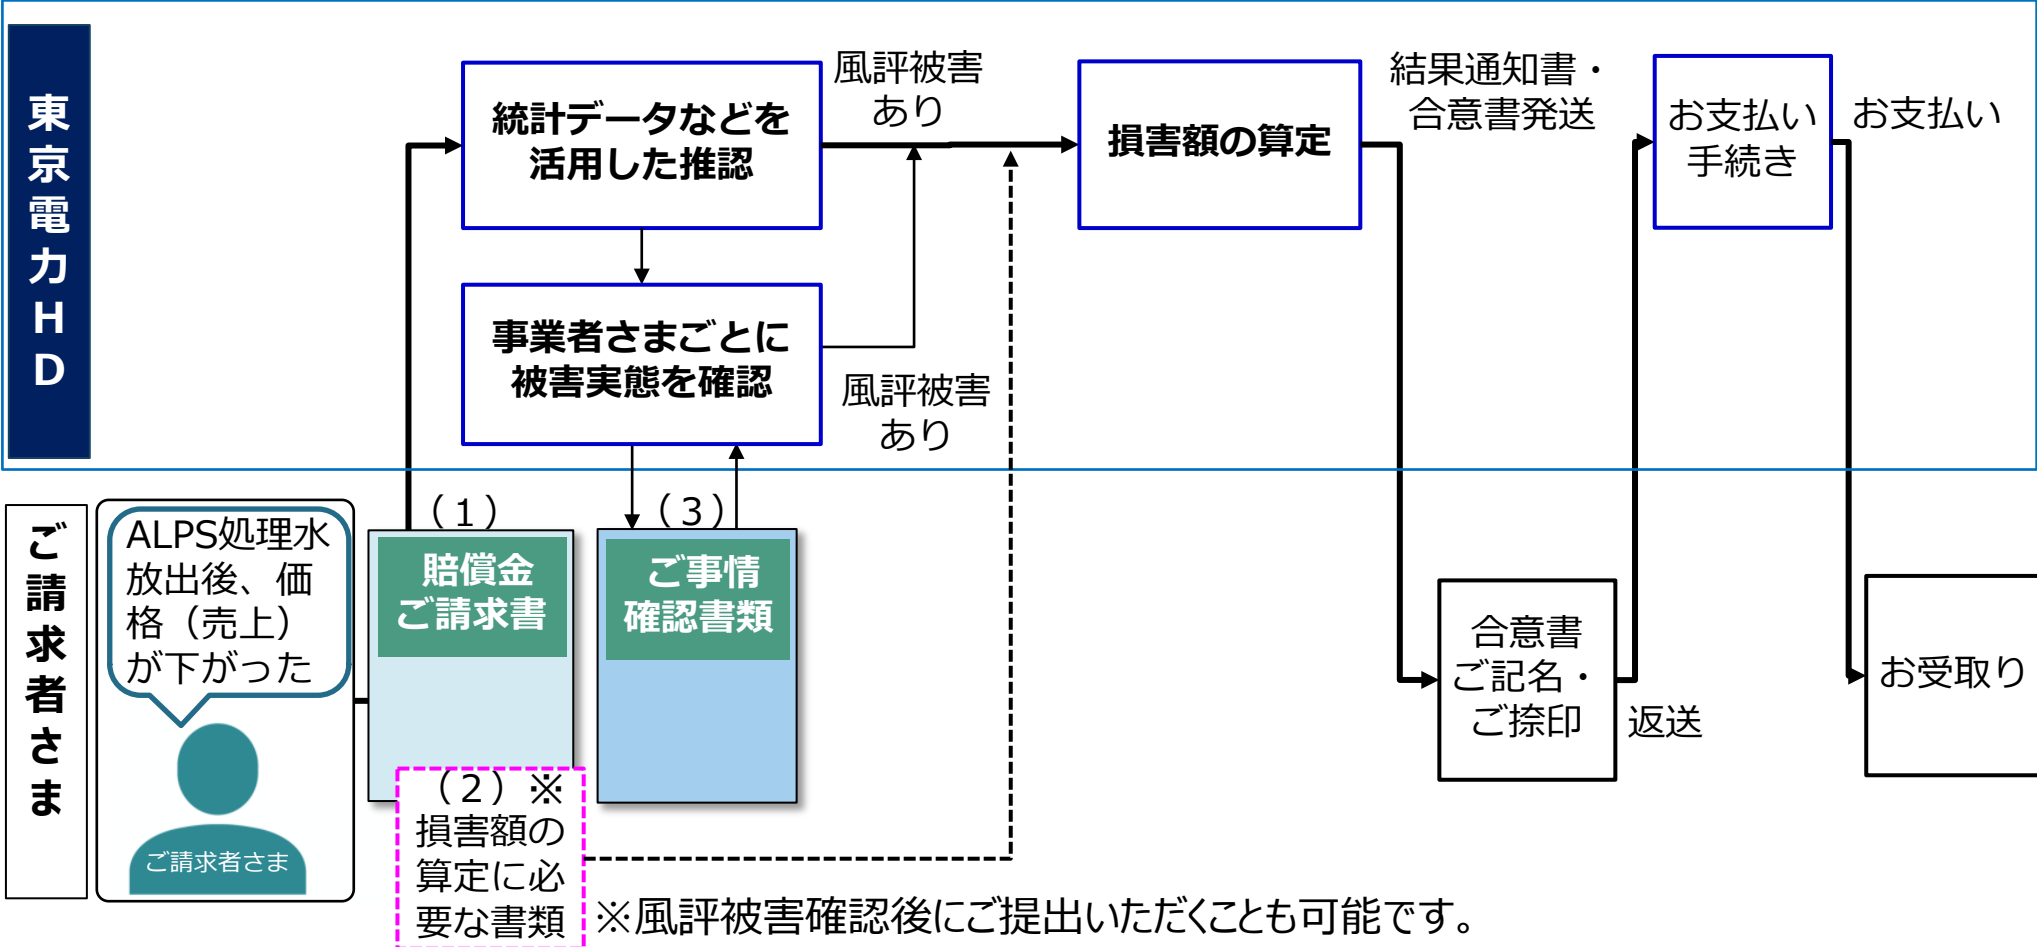 東京電力HD
統計データなどを
活用した推認
風評被害
あり
損害額の算定
結果通知書・
合意書発送
お支払い
手続き
お支払い
事業者さまごとに
被害実態を確認
風評被害
あり
ご請求者さま
ALPS処理水
放出後、価
格（売上）
が下がった
ご請求者さま
（1）
賠償金
ご請求書
（2）※
損害額の
算定に必
要な書類
（3）
ご事情
確認書類
合意書
ご記名・
ご捺印
返送
お受取り
※風評被害確認後にご提出いただくことも可能です。